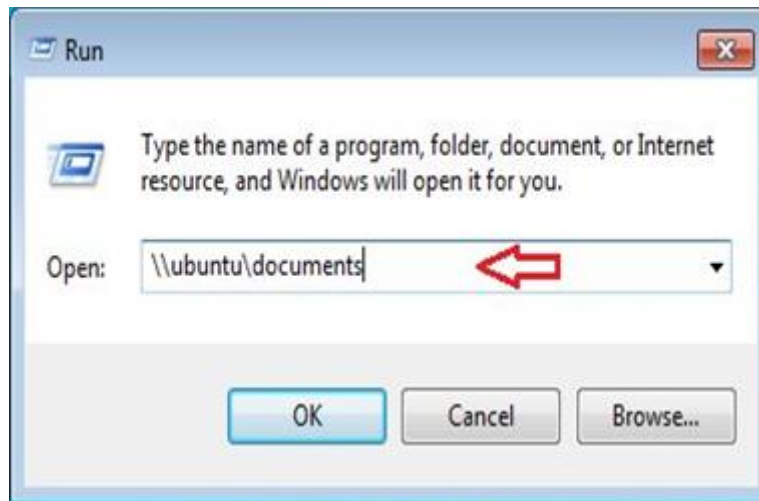 Run
Type the name of a program, folder, document, or Internet
resource, and Windows will open it for you.
Open: \\ubuntu\documents
OK Cancel Browse...